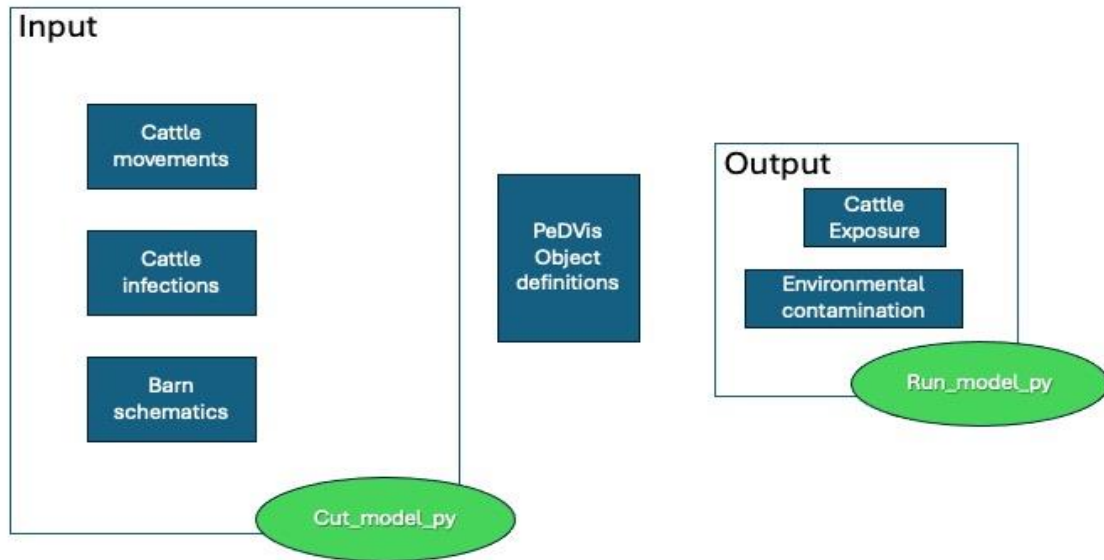 Input
Cattle
movements
Cattle
infections
Barn
schematics
Cut_model_py
PeDVis
Object
definitions
Output
Cattle
Exposure
Environmental
contamination
Run_model_py